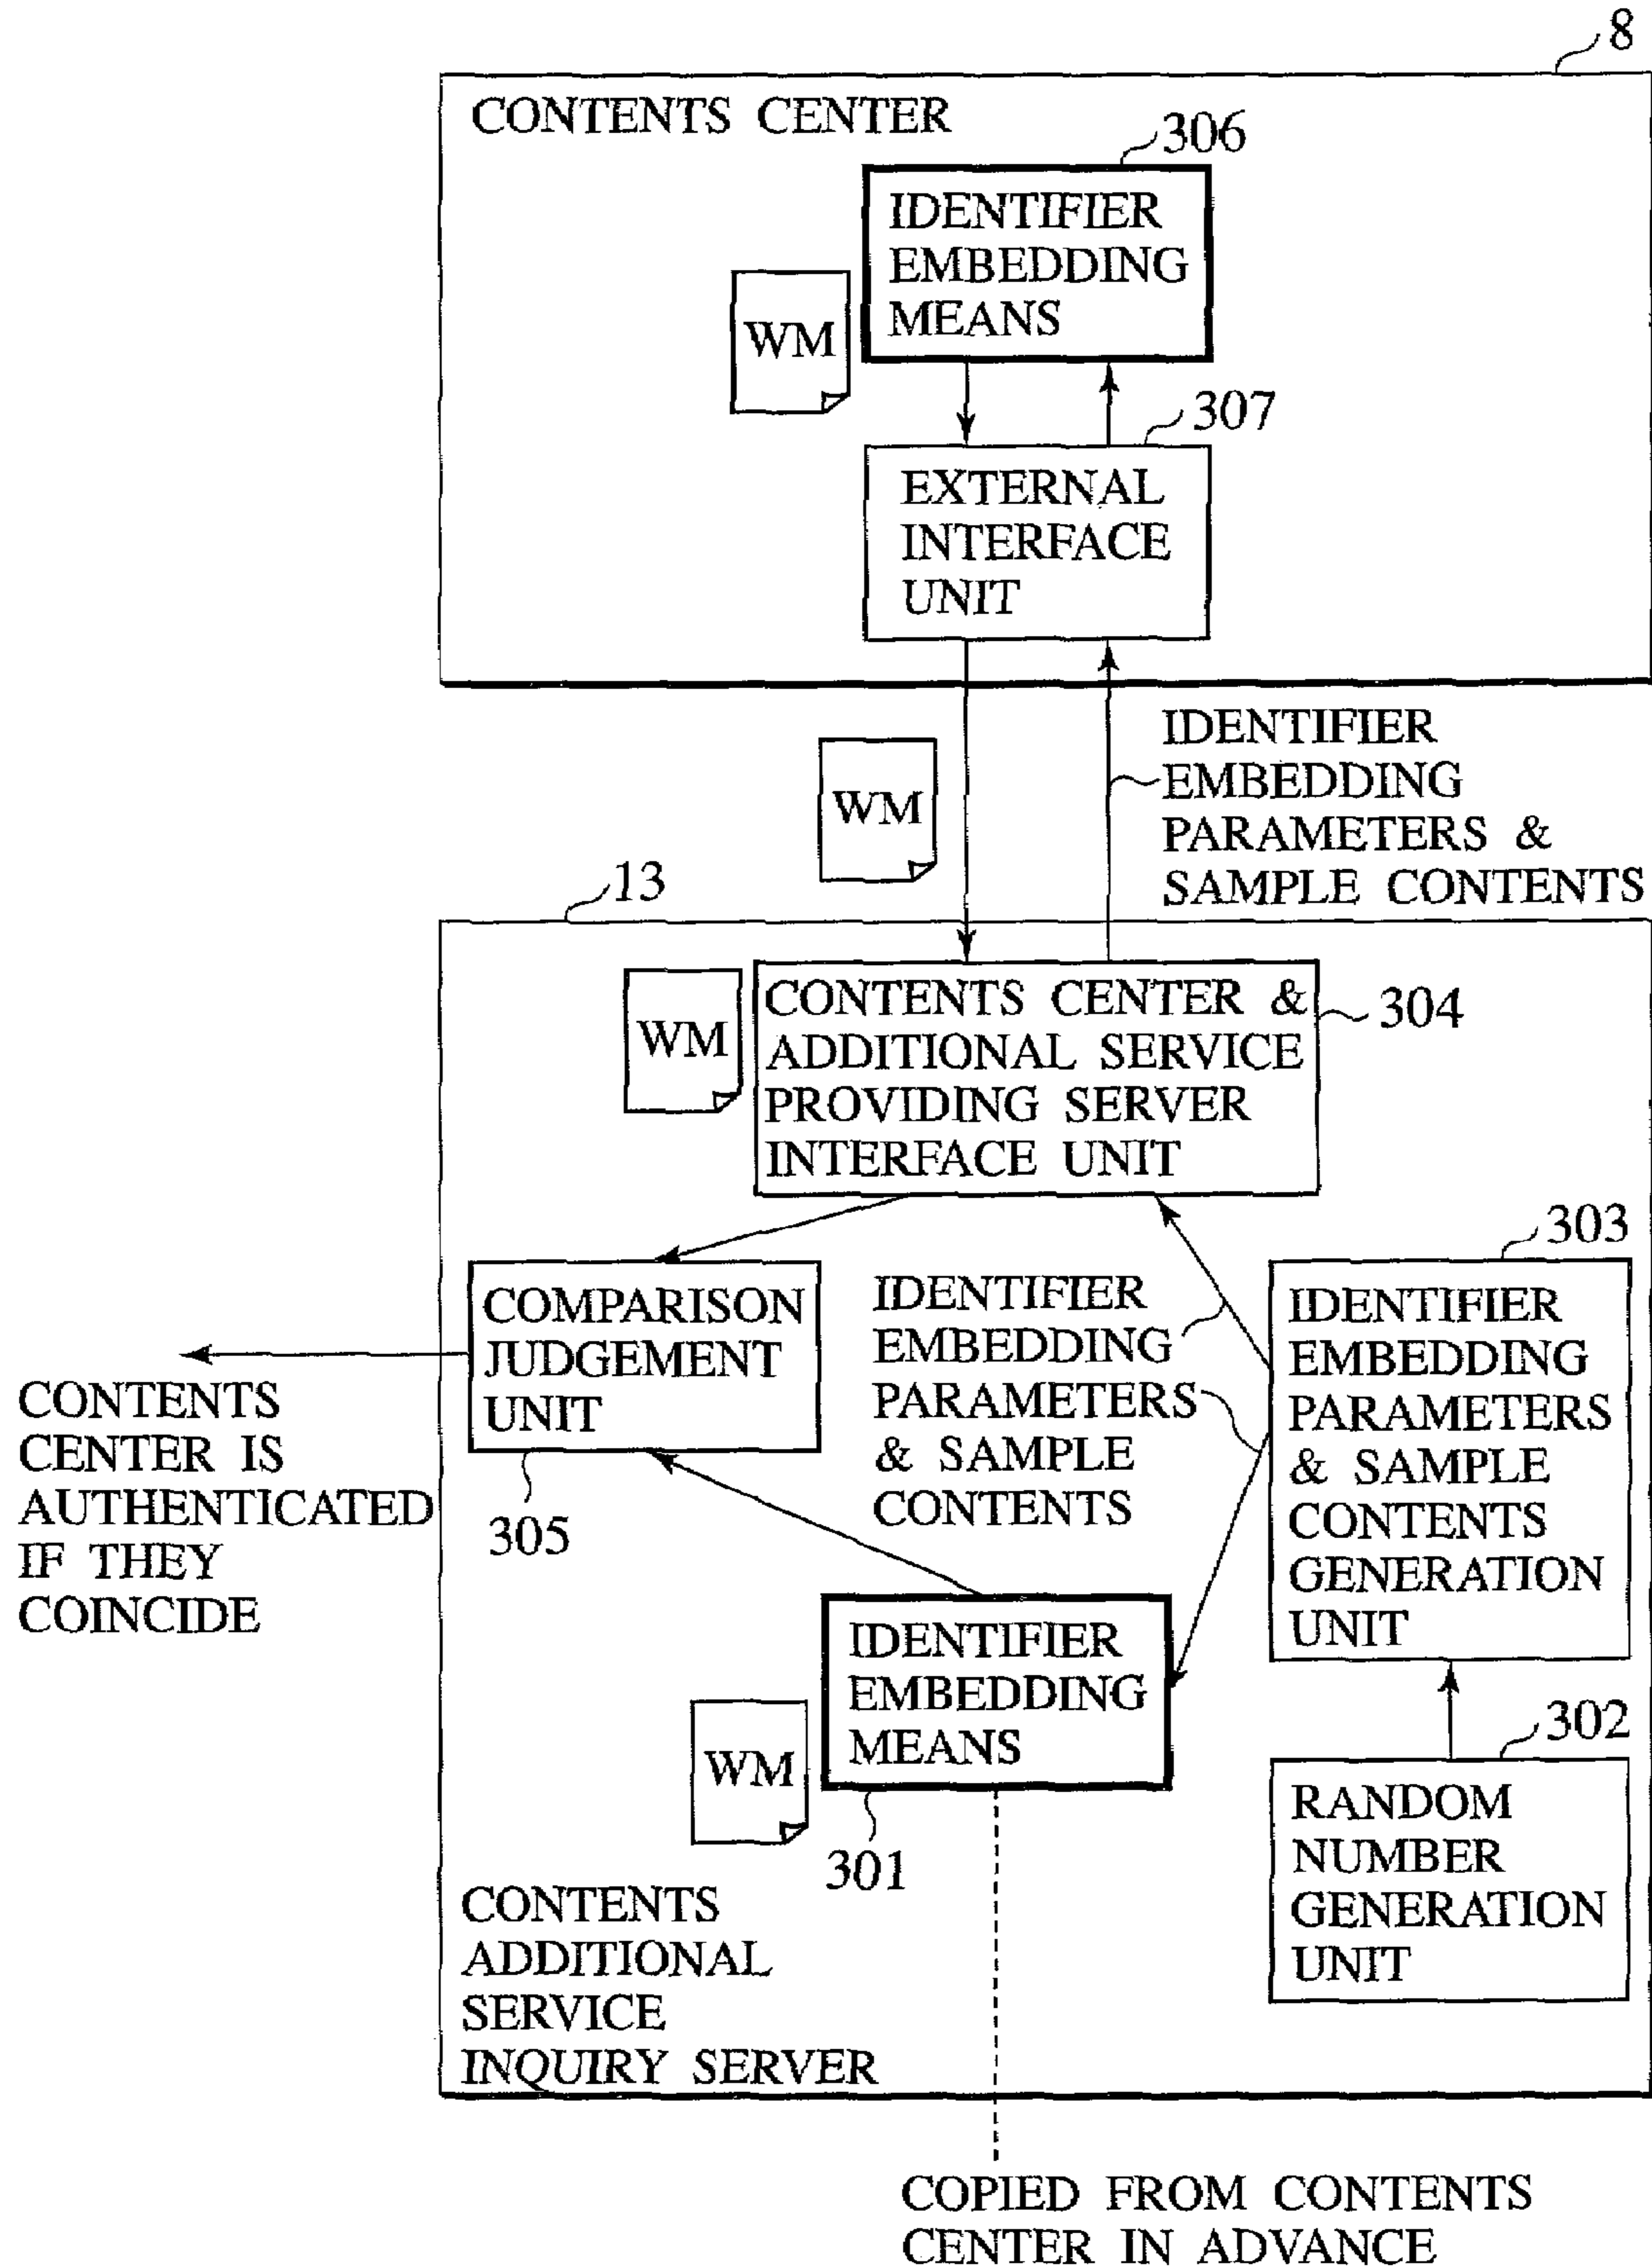 8
CONTENTS CENTER
306
IDENTIFIER
EMBEDDING
MEANS
WM
307
EXTERNAL
INTERFACE
UNIT
IDENTIFIER
EMBEDDING
PARAMETERS &
SAMPLE CONTENTS
WM
13
CONTENTS CENTER &
ADDITIONAL SERVICE
PROVIDING SERVER
INTERFACE UNIT
304
WM
303
IDENTIFIER
EMBEDDING
PARAMETERS
& SAMPLE
CONTENTS
GENERATION
UNIT
IDENTIFIER
EMBEDDING
PARAMETERS
& SAMPLE
CONTENTS
COMPARISON
JUDGEMENT
UNIT
305
CONTENTS
CENTER IS
AUTHENTICATED
IF THEY
COINCIDE
IDENTIFIER
EMBEDDING
MEANS
WM
301
302
RANDOM
NUMBER
GENERATION
UNIT
CONTENTS
ADDITIONAL
SERVICE
INQUIRY SERVER
COPIED FROM CONTENTS
CENTER IN ADVANCE